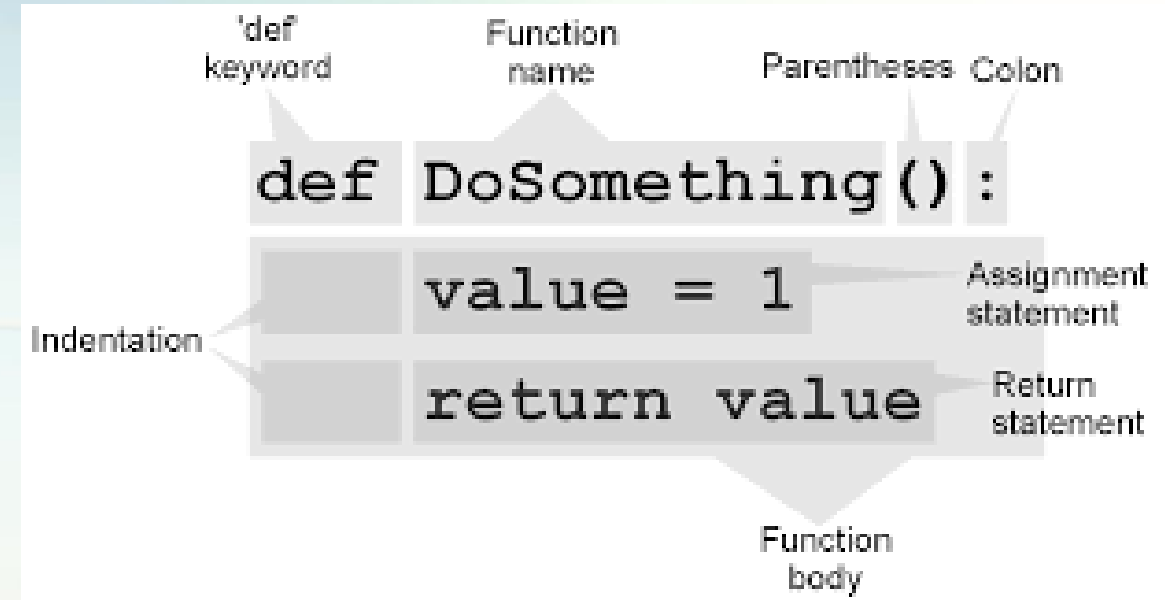 'def' keyword
Function name
Parentheses
Colon
def DoSomething():
value = 1
Assignment statement
Indentation
return value
Return statement
Function body